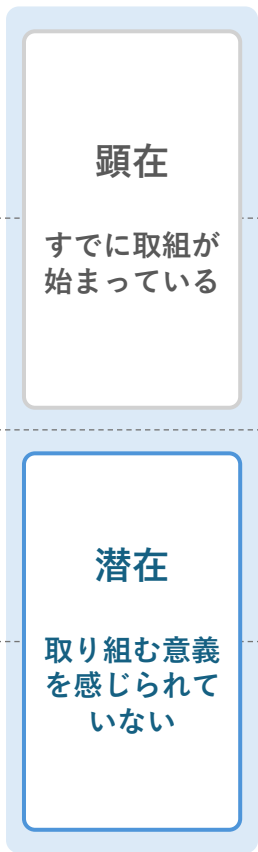 顕在
すでに取組が
始まっている
潜在
取り組む意義
を感じられて
いない